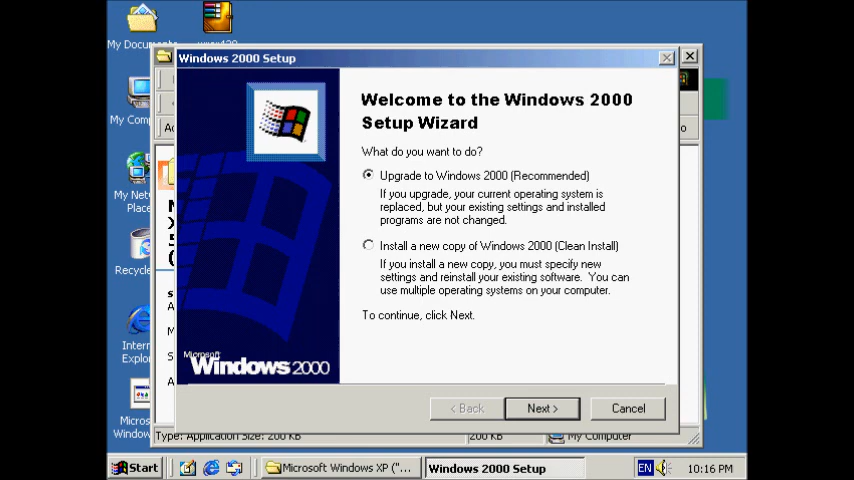 My Docu
Windows 2000 Setup
My Comp
Welcome to the Windows 2000
Setup Wizard
What do you want to do?
Upgrade to Windows 2000 (Recommended)
If you upgrade, your current operating system is
replaced, but your existing settings and installed
programs are not changed.
My Net
Place
Install a new copy of Windows 2000 (Clean Install)
If you install a new copy, you must specify new
settings and reinstall your existing software. You can
use multiple operating systems on your computer.
Recycle
To continue, click Next.
Intern
Explor
Microsoft
Windows 2000
< Back
Next >
Cancel
Micros
Window
Type: Application Size: 200 KB
200 KB
My Computer
Start
Microsoft Windows XP ("...
Windows 2000 Setup
EN
10:16 PM